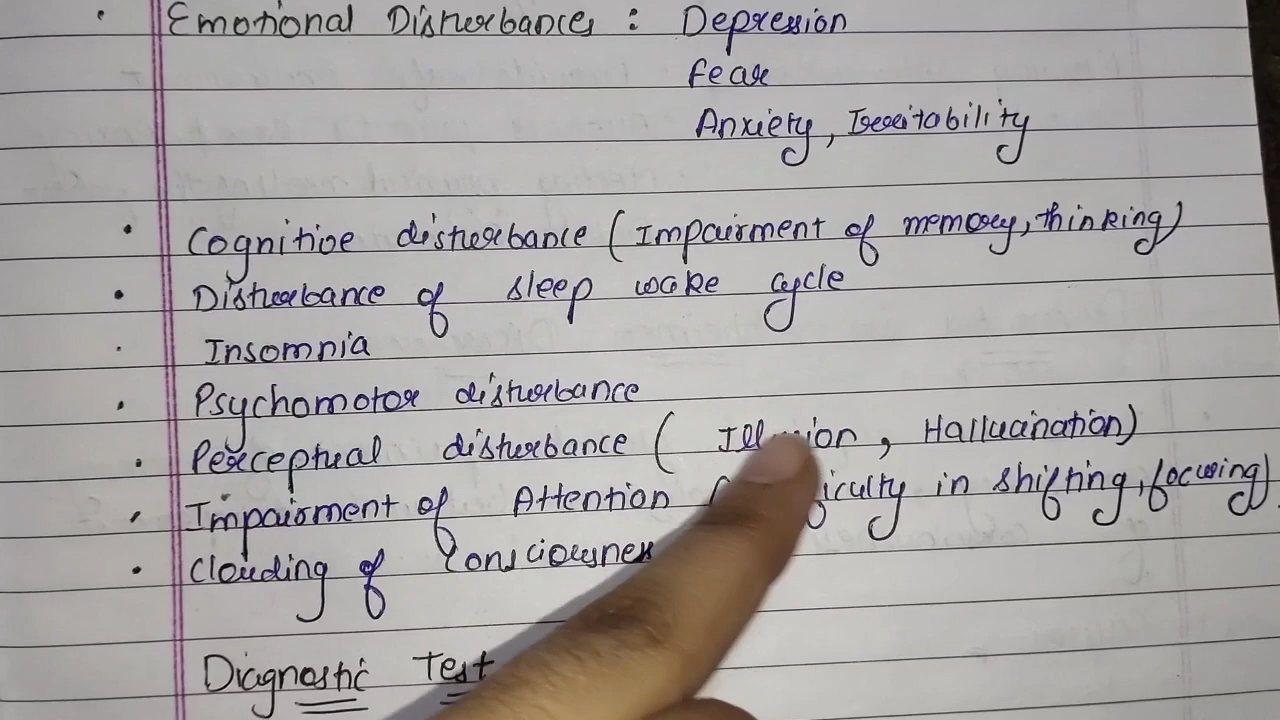 Emotional Disturbances : Depression
Fear
Anxiety, Irritability
Cognitive disturbance (Impairment of memory, thinking)
Disturbance of sleep wake cycle
Insomnia
Psychomotor disturbance
Perceptual disturbance ( Illusion, Hallucination)
Impairment of Attention in shifting, focusing)
Clouding of Consciousness
Diagnostic Test